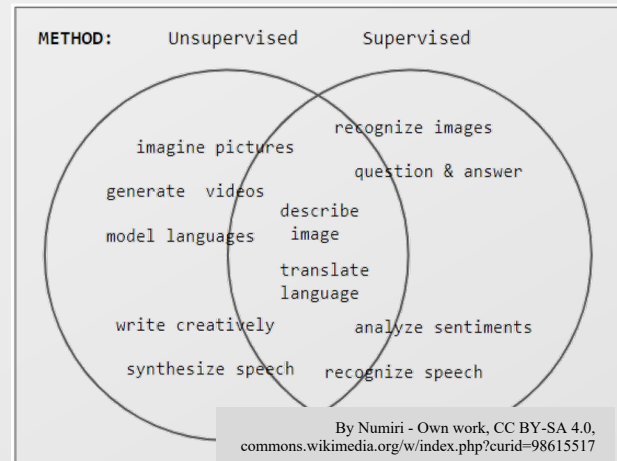 METHOD: Unsupervised Supervised
recognize images
imagine pictures
question & answer
generate videos
describe
image
model languages
translate
language
write creatively
analyze sentiments
synthesize speech
recognize speech
By Numiri - Own work, CC BY-SA 4.0,
commons.wikimedia.org/w/index.php?curid=98615517